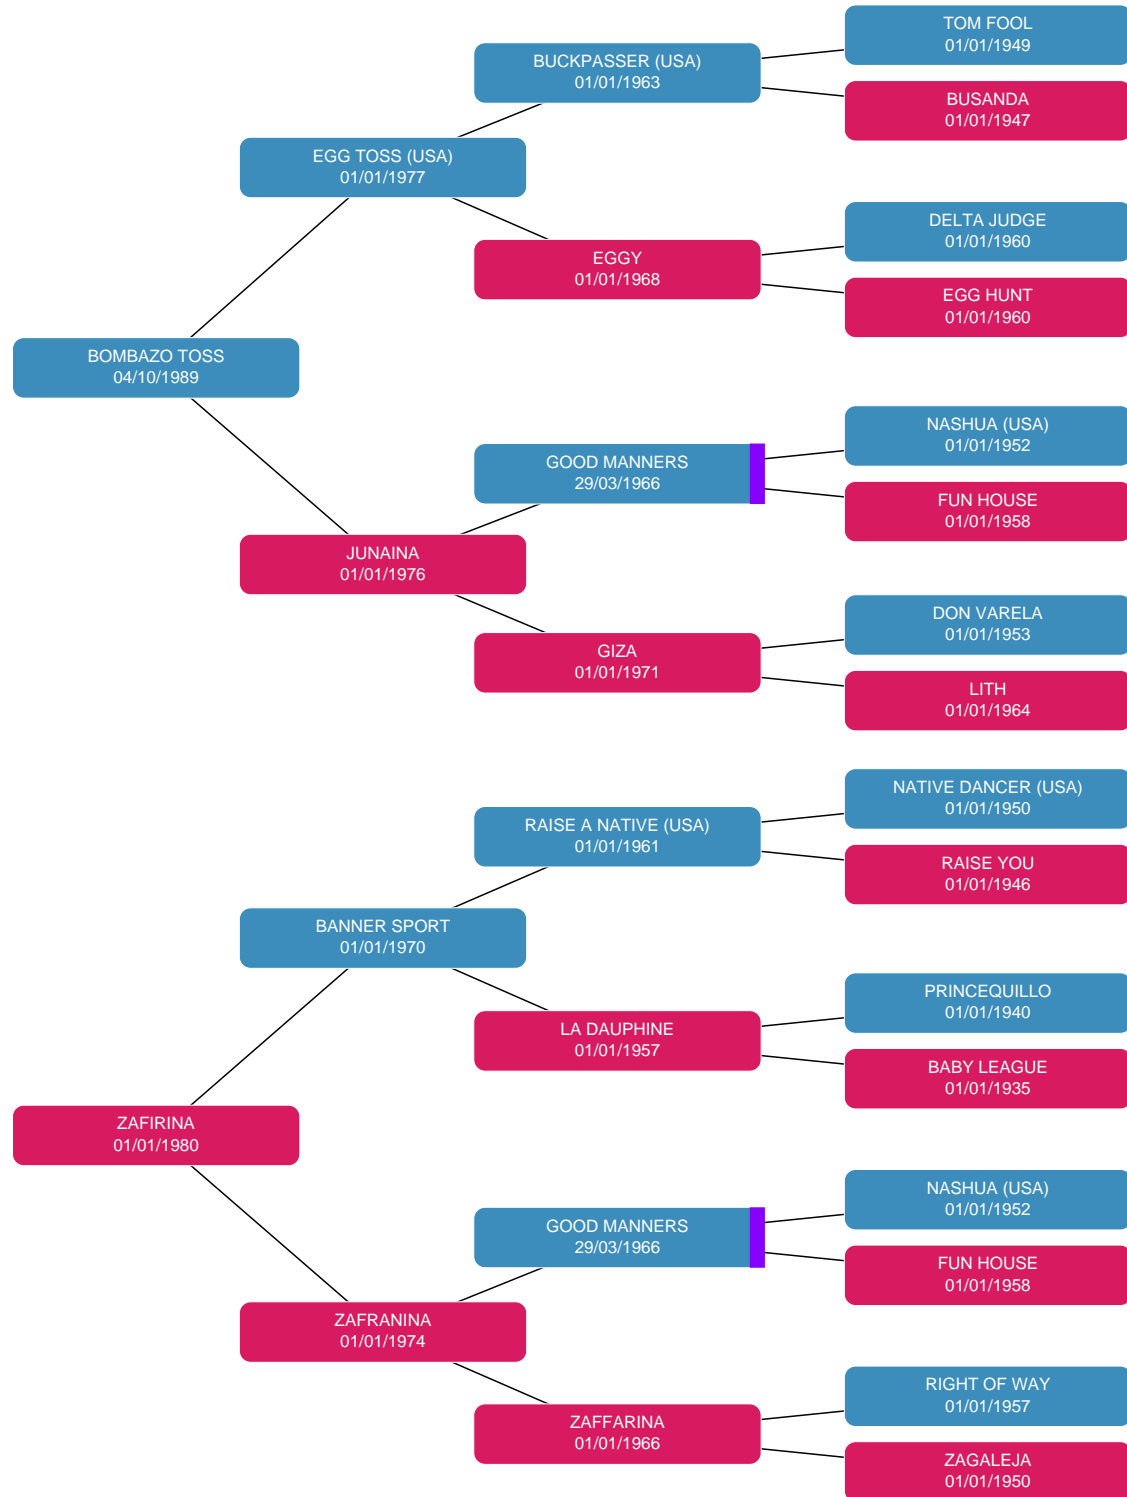 TOM FOOL
01/01/1949
BUCKPASSER (USA)
01/01/1963
BUSANDA
01/01/1947
EGG TOSS (USA)
01/01/1977
DELTA JUDGE
01/01/1960
EGGY
01/01/1968
EGG HUNT
01/01/1960
BOMBAZO TOSS
04/10/1989
NASHUA (USA)
01/01/1952
GOOD MANNERS
29/03/1966
FUN HOUSE
01/01/1958
JUNAINA
01/01/1976
DON VARELA
01/01/1953
GIZA
01/01/1971
LITH
01/01/1964
NATIVE DANCER (USA)
01/01/1950
RAISE A NATIVE (USA)
01/01/1961
RAISE YOU
01/01/1946
BANNER SPORT
01/01/1970
PRINCEQUILLO
01/01/1940
LA DAUPHINE
01/01/1957
BABY LEAGUE
01/01/1935
ZAFIRINA
01/01/1980
NASHUA (USA)
01/01/1952
GOOD MANNERS
29/03/1966
FUN HOUSE
01/01/1958
ZAFRANINA
01/01/1974
RIGHT OF WAY
01/01/1957
ZAFFARINA
01/01/1966
ZAGALEJA
01/01/1950